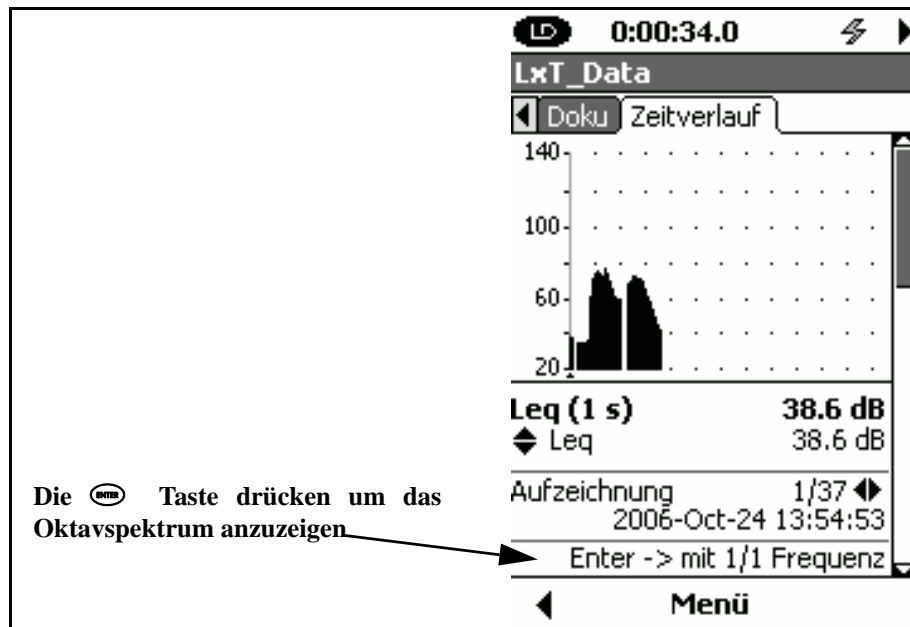 LD 0:00:34.0
LxT_Data
Doku Zeitverlauf
140
100
60
20
Leq (1 s) 38.6 dB
Leq 38.6 dB
Aufzeichnung 1/37
2006-Oct-24 13:54:53
Enter -> mit 1/1 Frequenz
Menü
Die ENTER Taste drücken um das
Oktavspektrum anzuzeigen